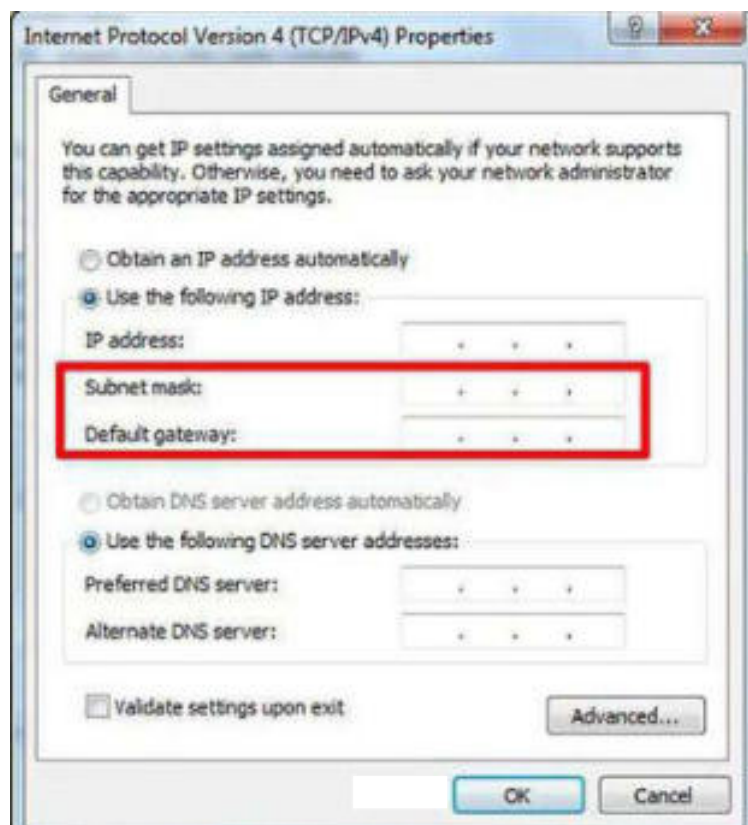 Internet Protocol Version 4 (TCP/IPv4) Properties
General
You can get IP settings assigned automatically if your network supports
this capability. Otherwise, you need to ask your network administrator
for the appropriate IP settings.
Obtain an IP address automatically
Use the following IP address:
IP address: . . .
Subnet mask: . . .
Default gateway: . . .
Obtain DNS server address automatically
Use the following DNS server addresses:
Preferred DNS server: . . .
Alternate DNS server: . . .
Validate settings upon exit
Advanced...
OK Cancel